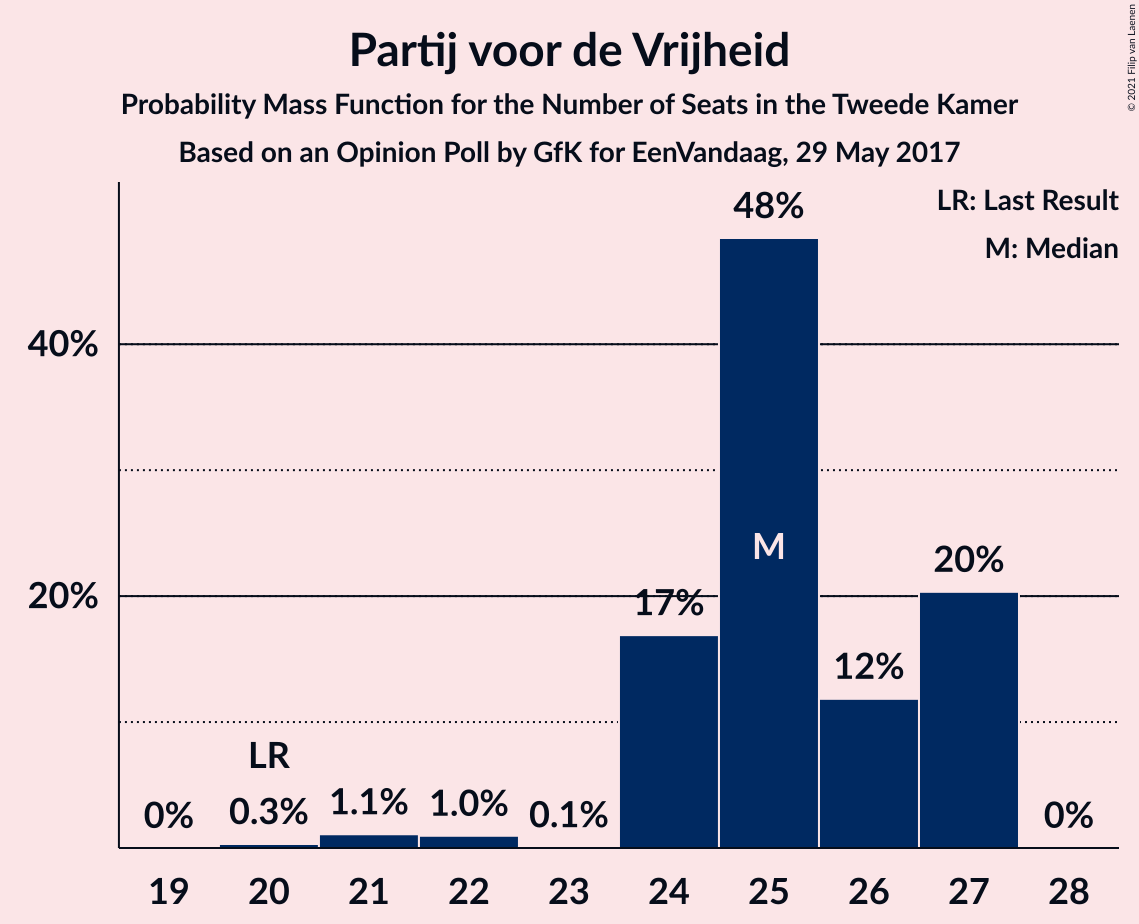 Partij voor de Vrijheid
Probability Mass Function for the Number of Seats in the Tweede Kamer
Based on an Opinion Poll by GfK for EenVandaag, 29 May 2017
© 2021 Filip van Laenen
LR: Last Result
M: Median
48%
40%
M
20%
20%
17%
12%
LR
0%
0.3%
1.1%
1.0%
0.1%
0%
19 20 21 22 23 24 25 26 27 28